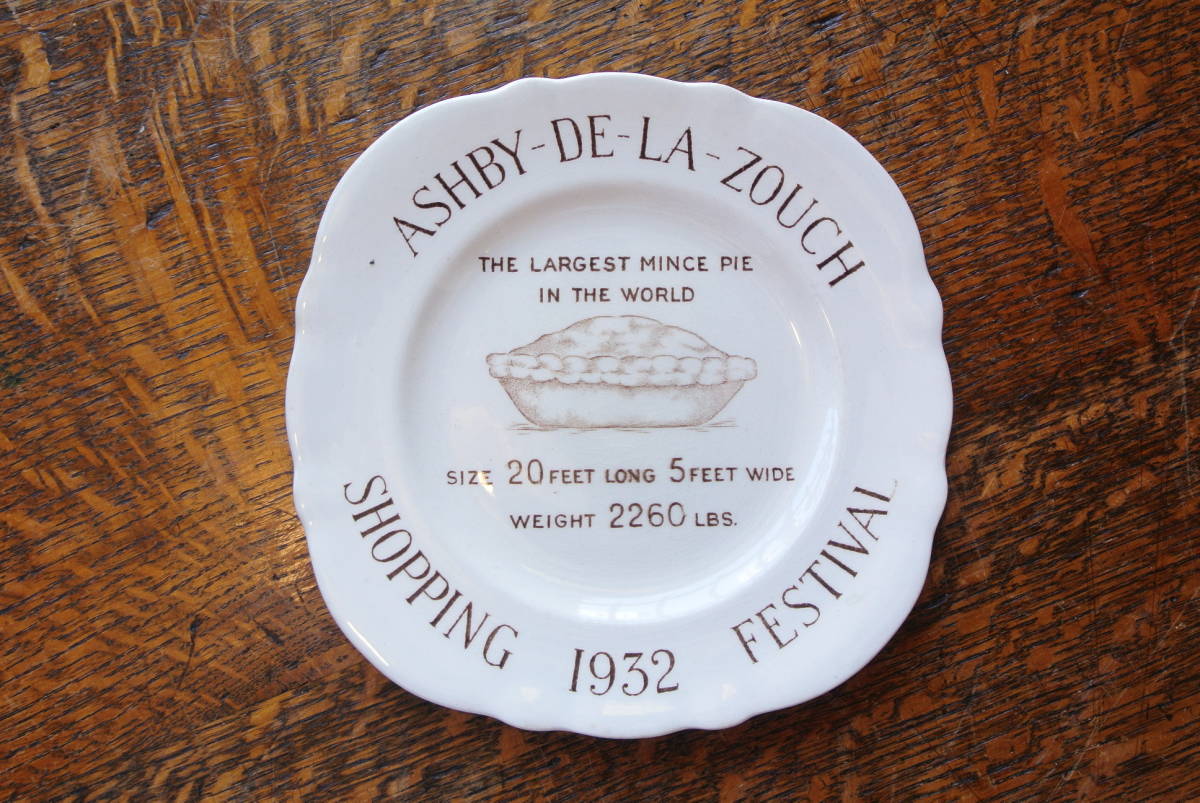 ASHBY-DE-LA-ZOUCH
THE LARGEST MINCE PIE
IN THE WORLD
SIZE 20 FEET LONG 5 FEET WIDE
WEIGHT 2260 LBS.
SHOPPING 1932 FESTIVAL